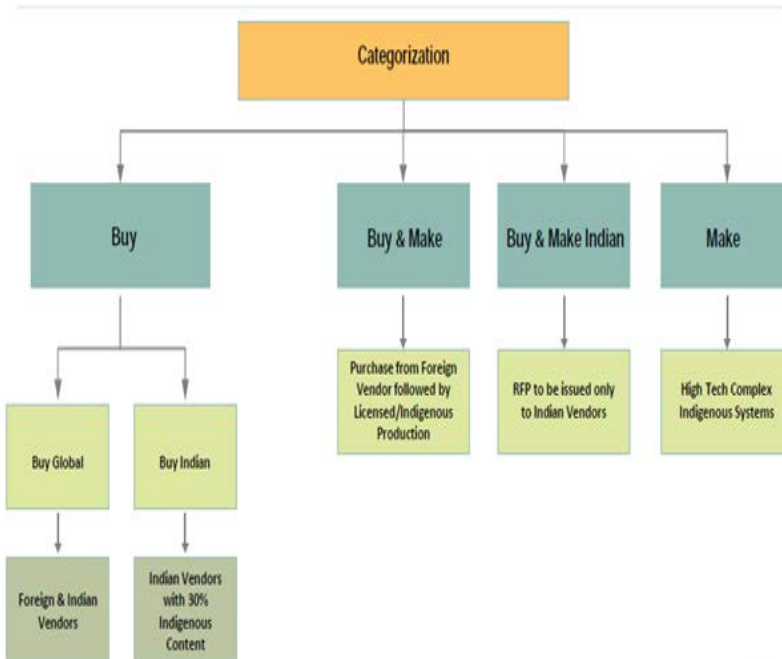 Categorization
Buy
Buy & Make
Buy & Make Indian
Make
Purchase from Foreign
Vendor followed by
Licensed/Indigenous
Production
RFP to be issued only
to Indian Vendors
High Tech Complex
Indigenous Systems
Buy Global
Buy Indian
Foreign & Indian
Vendors
Indian Vendors
with 30%
Indigenous
Content